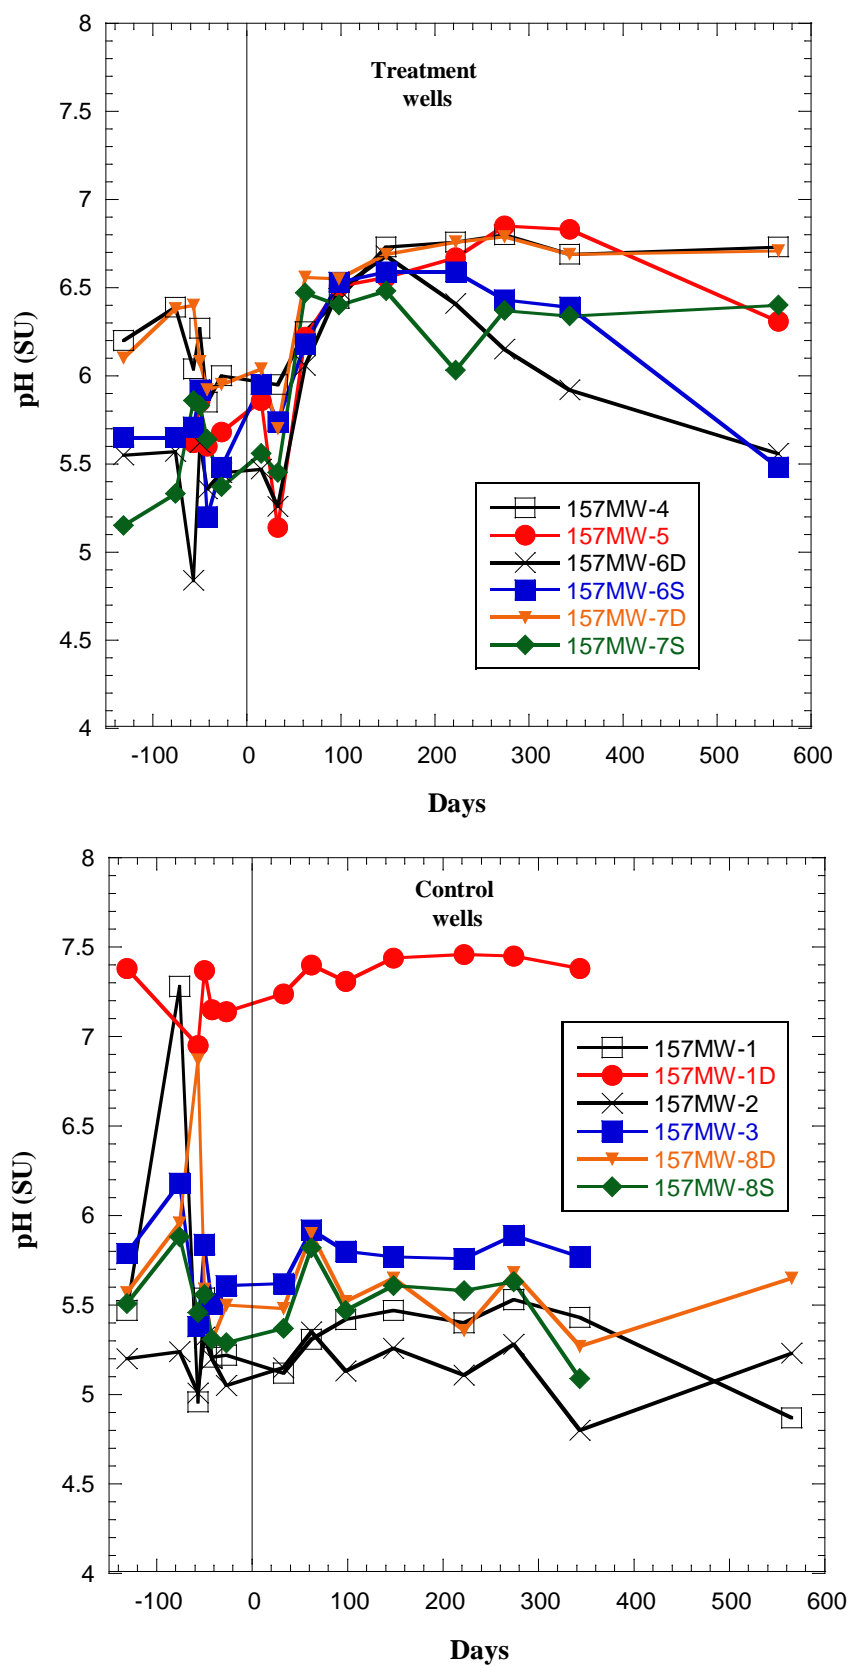 8
7.5
7
6.5
6
5.5
5
4.5
4
pH (SU)
Treatment
wells
157MW-4
157MW-5
157MW-6D
157MW-6S
157MW-7D
157MW-7S
-100 0 100 200 300 400 500 600
Days
8
7.5
7
6.5
6
5.5
5
4.5
4
pH (SU)
Control
wells
157MW-1
157MW-1D
157MW-2
157MW-3
157MW-8D
157MW-8S
-100 0 100 200 300 400 500 600
Days